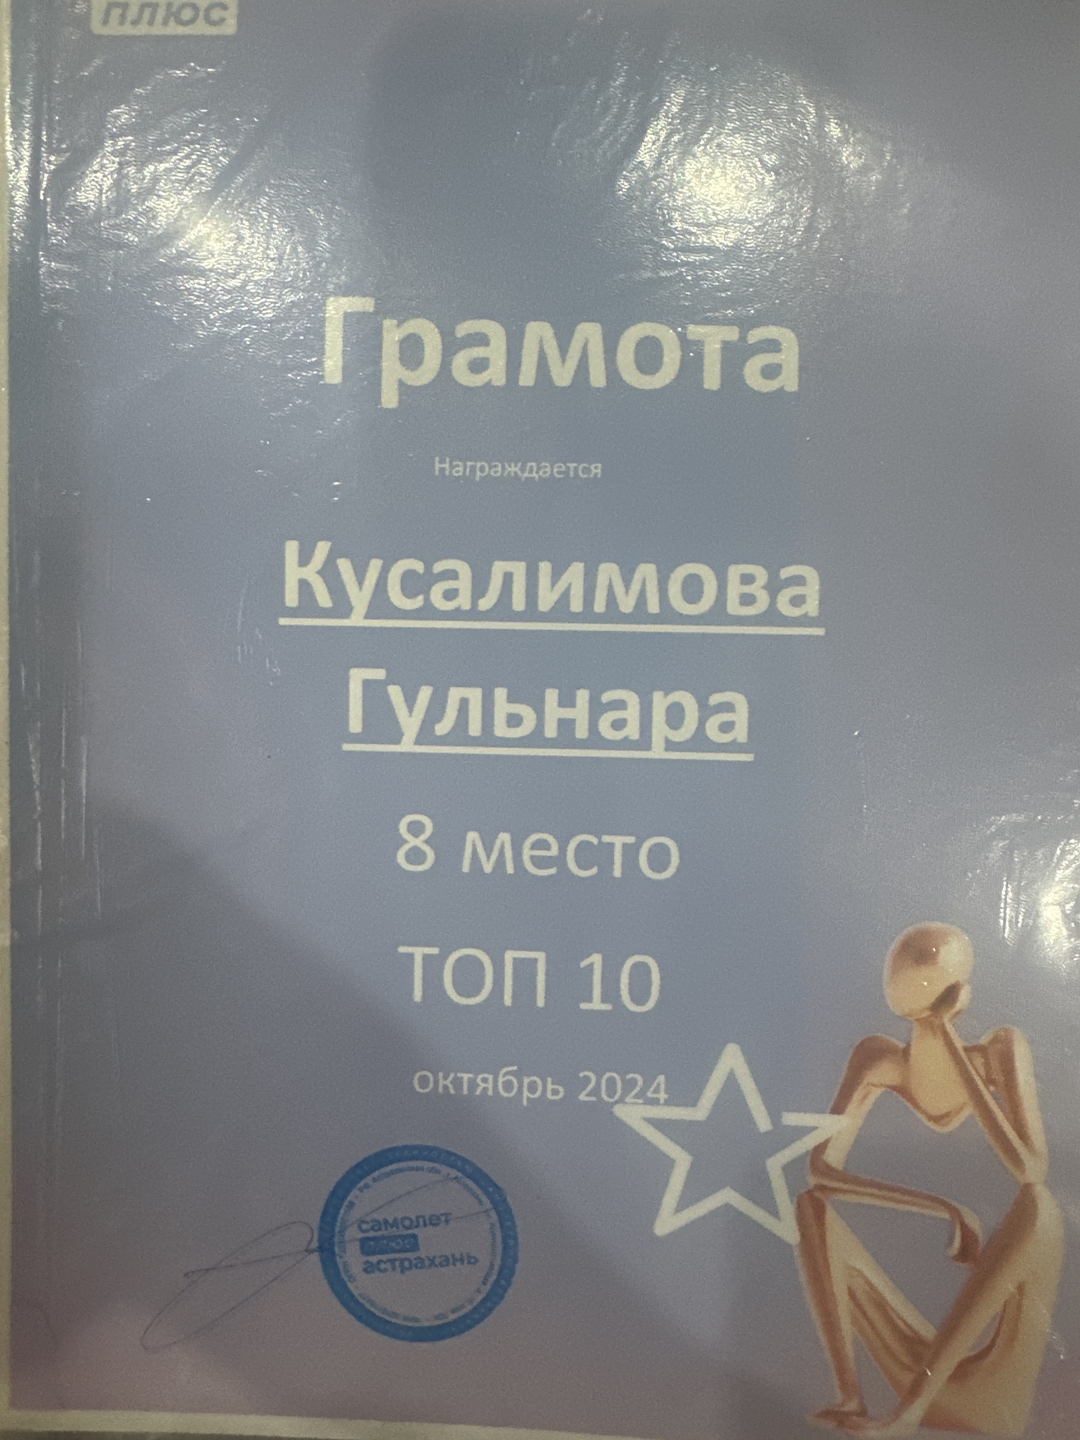 плюс
Грамота
Награждается
Кусалимова
Гульнара
8 место
ТОП 10
октябрь 2024
самолет
плюс
астрахань